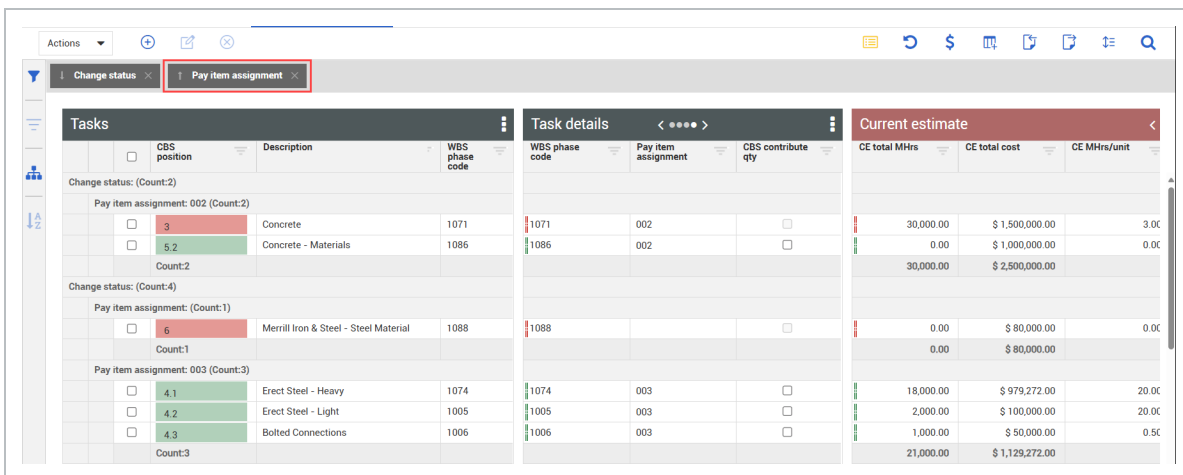 Actions
Change status
Pay item assignment
Tasks
Task details
Current estimate
CBS position Description WBS phase code WBS phase code Pay item assignment CBS contribute qty CE total MHrs CE total cost CE MHrs/unit
Change status: (Count:2)
Pay item assignment: 002 (Count:2)
3 Concrete 1071 1071 002 30,000.00 $ 1,500,000.00 3.00
5.2 Concrete - Materials 1086 1086 002 0.00 $ 1,000,000.00 0.00
Count:2 30,000.00 $ 2,500,000.00
Change status: (Count:4)
Pay item assignment: (Count:1)
6 Merrill Iron & Steel - Steel Material 1088 1088 0.00 $ 80,000.00 0.00
Count:1 0.00 $ 80,000.00
Pay item assignment: 003 (Count:3)
4.1 Erect Steel - Heavy 1074 1074 003 18,000.00 $ 979,272.00 20.00
4.2 Erect Steel - Light 1005 1005 003 2,000.00 $ 100,000.00 20.00
4.3 Bolted Connections 1006 1006 003 1,000.00 $ 50,000.00 0.50
Count:3 21,000.00 $ 1,129,272.00